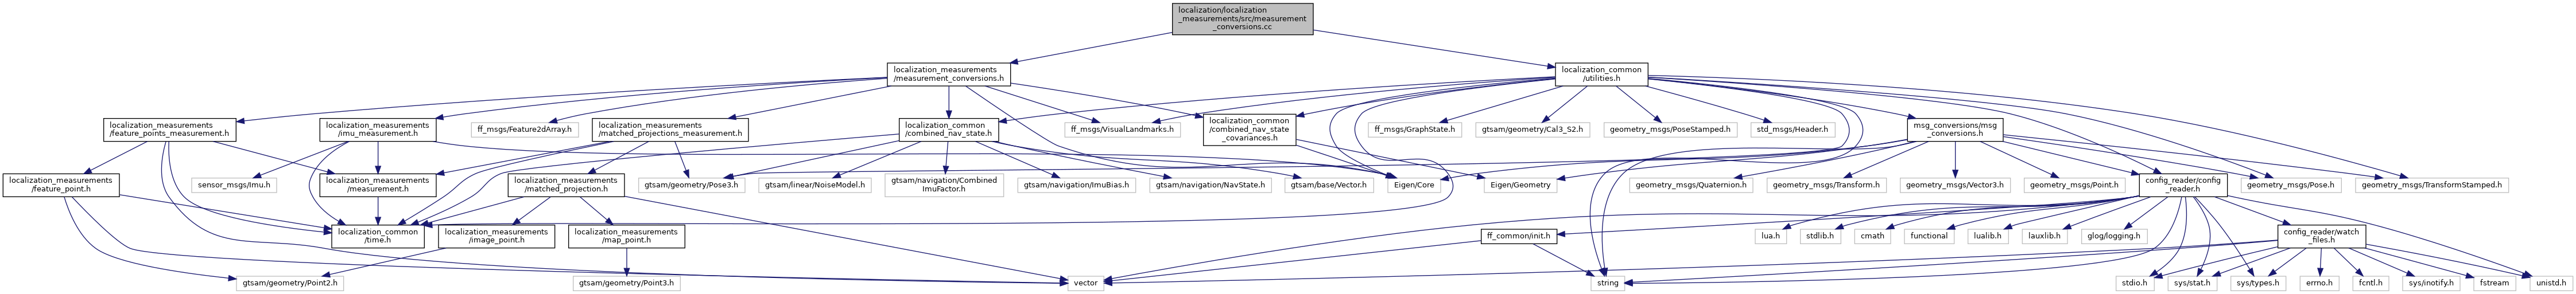 localization/localization
_measurements/src/measurement
_conversions.cc
localization_measurements
/measurement_conversions.h
localization_common
/utilities.h
localization_measurements
/feature_points_measurement.h
localization_measurements
/imu_measurement.h
ff_msgs/Feature2dArray.h
localization_measurements
/matched_projections_measurement.h
localization_common
/combined_nav_state.h
ff_msgs/VisualLandmarks.h
localization_common
/combined_nav_state
_covariances.h
ff_msgs/GraphState.h
gtsam/geometry/Cal3_S2.h
geometry_msgs/PoseStamped.h
std_msgs/Header.h
msg_conversions/msg
_conversions.h
localization_measurements
/feature_point.h
sensor_msgs/Imu.h
localization_measurements
/measurement.h
localization_measurements
/matched_projection.h
gtsam/geometry/Pose3.h
gtsam/linear/NoiseModel.h
gtsam/navigation/Combined
ImuFactor.h
gtsam/navigation/ImuBias.h
gtsam/navigation/NavState.h
gtsam/base/Vector.h
Eigen/Core
Eigen/Geometry
geometry_msgs/Quaternion.h
geometry_msgs/Transform.h
geometry_msgs/Vector3.h
geometry_msgs/Point.h
config_reader/config
_reader.h
geometry_msgs/Pose.h
geometry_msgs/TransformStamped.h
localization_common
/time.h
localization_measurements
/image_point.h
localization_measurements
/map_point.h
ff_common/init.h
lua.h
stdlib.h
cmath
functional
lualib.h
lauxlib.h
glog/logging.h
config_reader/watch
_files.h
gtsam/geometry/Point2.h
gtsam/geometry/Point3.h
vector
string
stdio.h
sys/stat.h
sys/types.h
errno.h
fcntl.h
sys/inotify.h
fstream
unistd.h